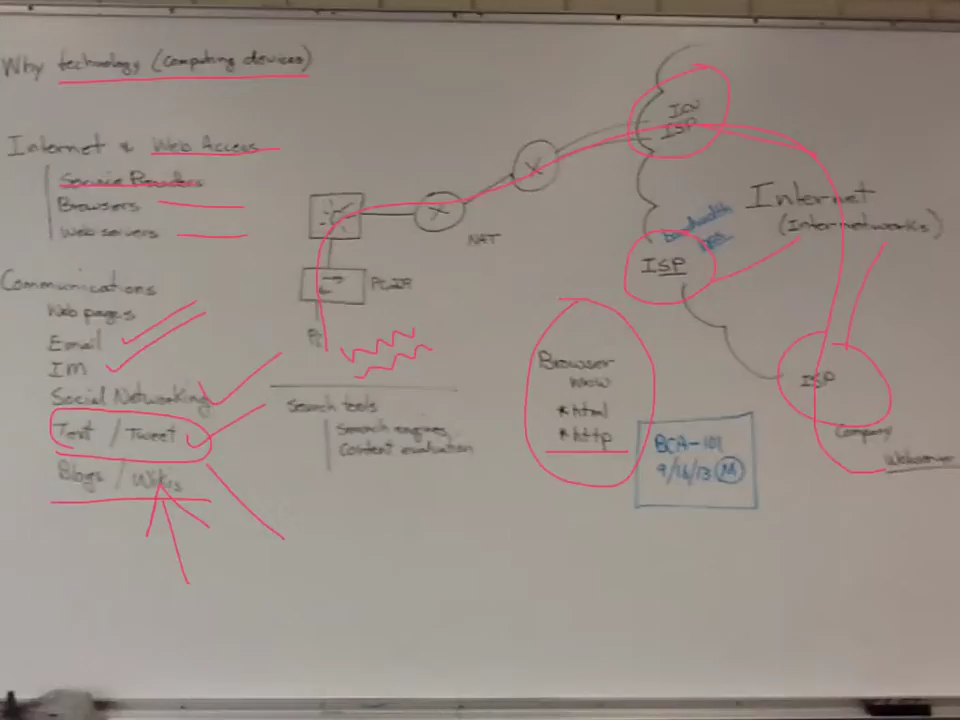 Why technology (Computing devices)
Internet & Web Access
Service Providers
Browsers
Web servers
Communications
Web pages
Email
IM
Social Networking
Text / Tweet
Blogs / Wikis
X
X
NAT
PC
Search tools
Search engines
Content evaluation
ISP
bandwidth
ISP
Internet
(Internetworks)
ISP
Company
Webserver
Browser
www
*html
*http
BCA-101
9/16/13 M